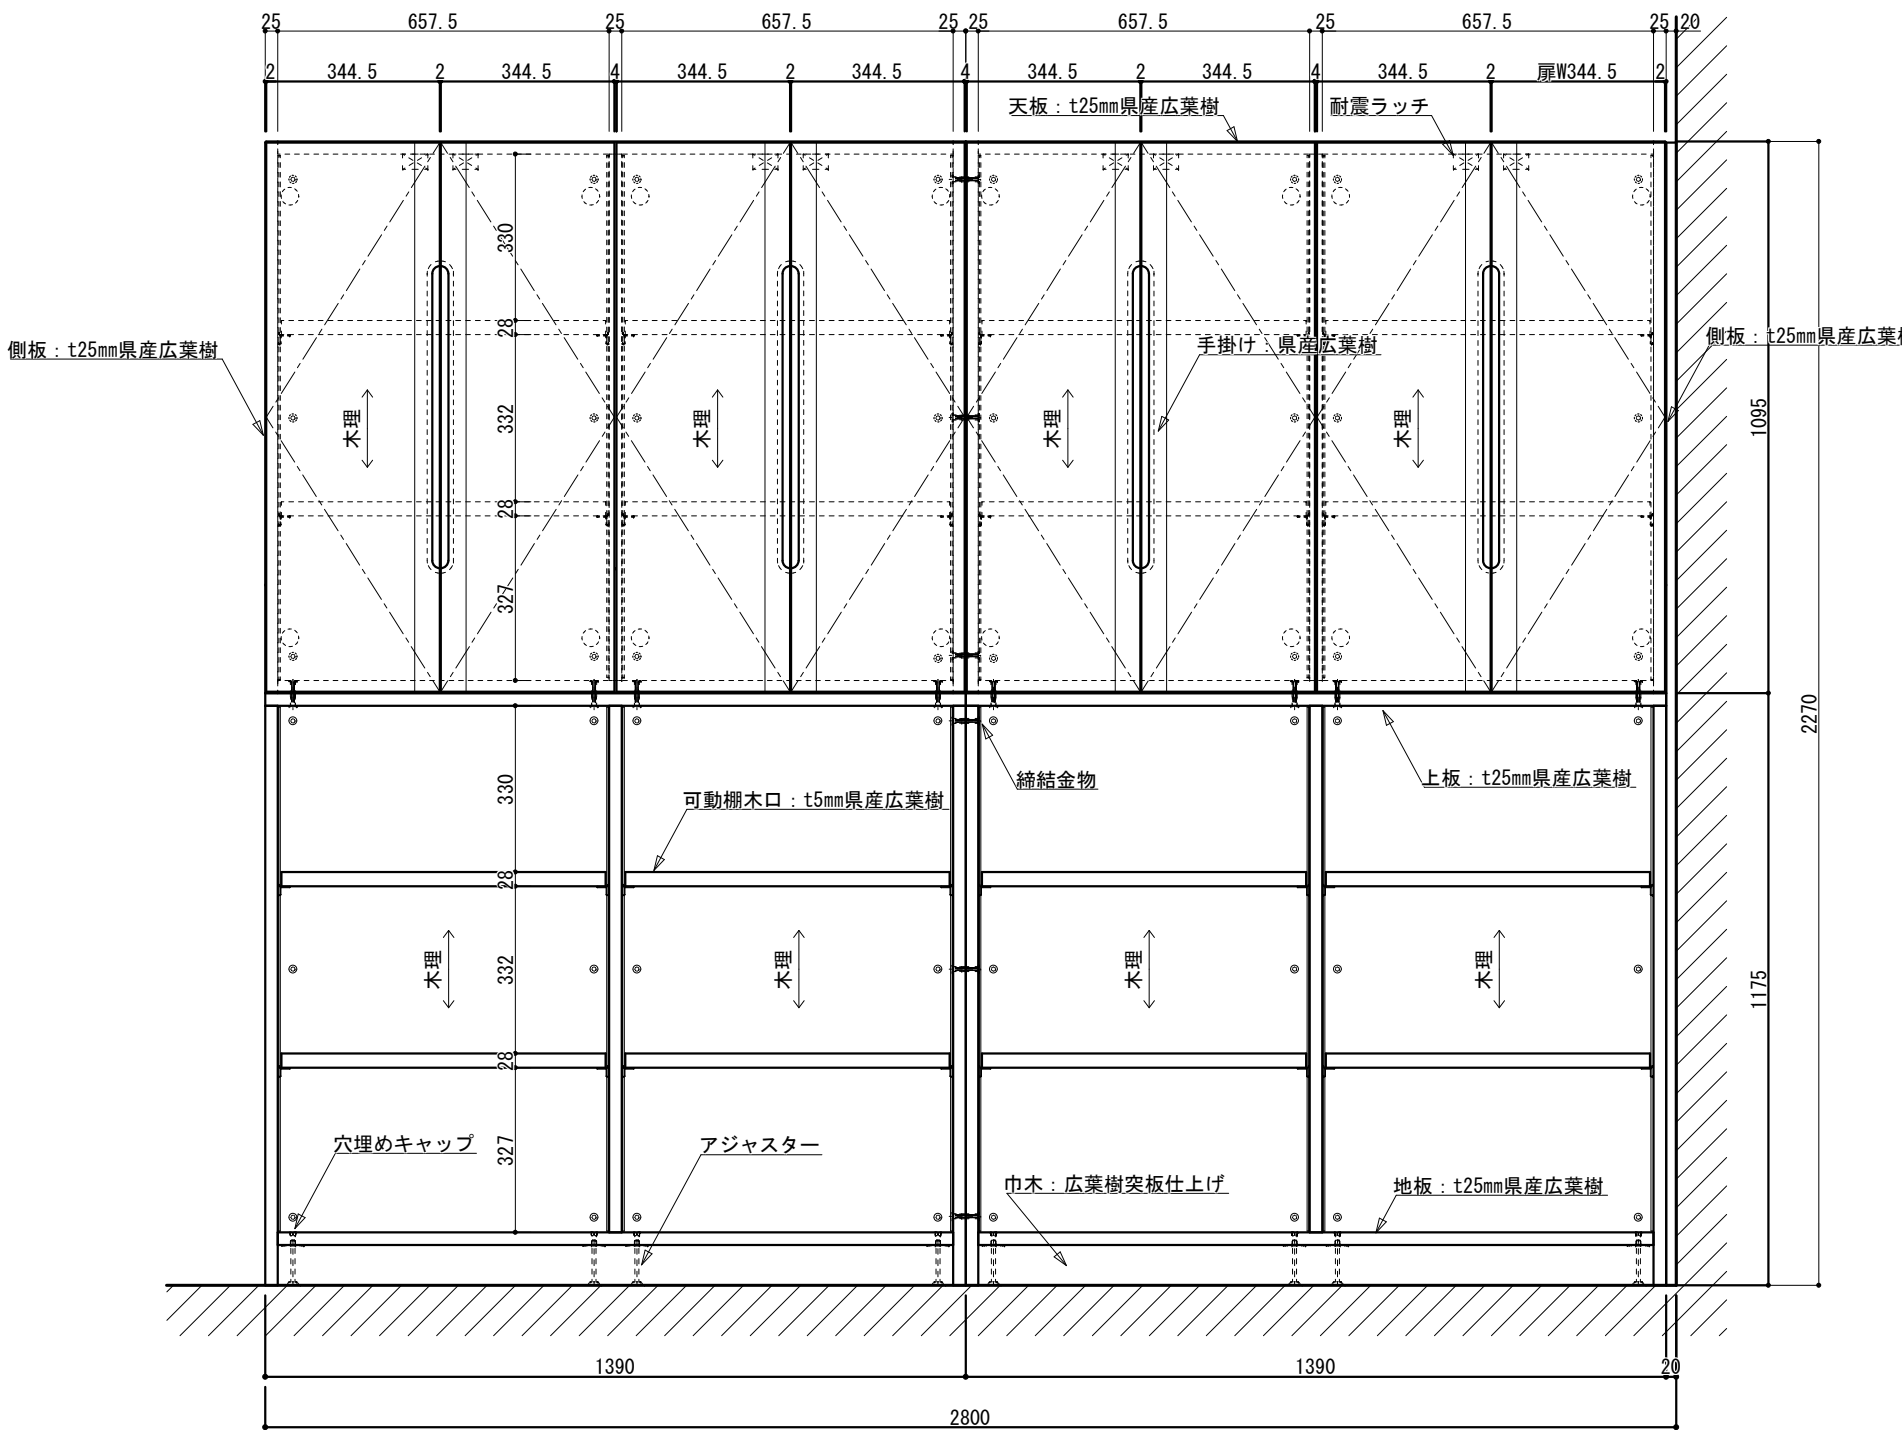 25 657.5 25 657.5 25 25 657.5 25 657.5 25 20
2 344.5 2 344.5 4 344.5 2 344.5 4 344.5 2 344.5 4 344.5 2 扉W344.5 2
天板：t25mm県産広葉樹
耐震ラッチ
330
28
側板：t25mm県産広葉樹
手掛け：県産広葉樹
側板：t25mm県産広葉
332
木理
木理
木理
木理
1095
28
327
2270
330
締結金物
上板：t25mm県産広葉樹
可動棚木口：t5mm県産広葉樹
28
332
木理
木理
木理
木理
1175
28
327
穴埋めキャップ
アジャスター
巾木：広葉樹突板仕上げ
地板：t25mm県産広葉樹
1390 1390 20
2800